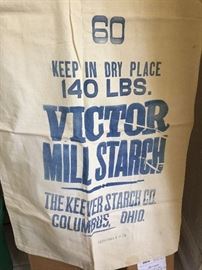 60
KEEP IN DRY PLACE
140 LBS.
VICTOR
MILL STARCH
THE KEEVER STARCH CO.
COLUMBUS, OHIO.